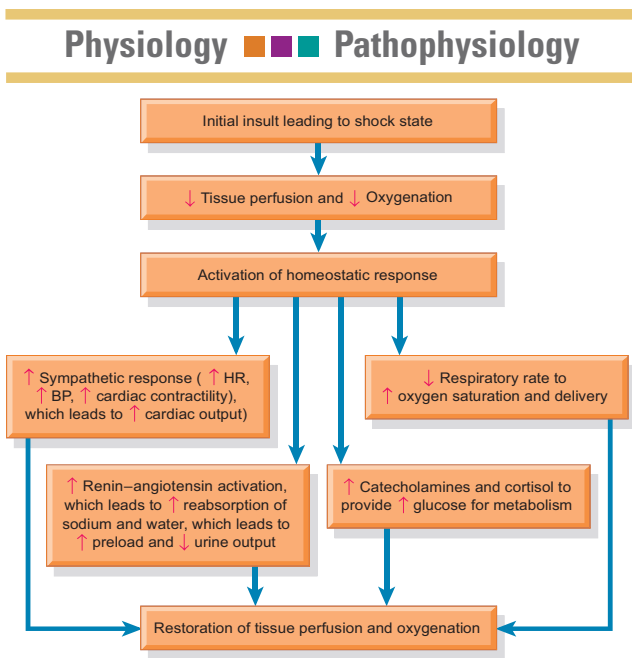 Physiology Pathophysiology
Initial insult leading to shock state
↓ Tissue perfusion and ↓ Oxygenation
Activation of homeostatic response
↑ Sympathetic response ( ↑ HR,
↑ BP, ↑ cardiac contractility),
which leads to ↑ cardiac output)
↓ Respiratory rate to
↑ oxygen saturation and delivery
↑ Renin–angiotensin activation,
which leads to ↑ reabsorption of
sodium and water, which leads to
↑ preload and ↓ urine output
↑ Catecholamines and cortisol to
provide ↑ glucose for metabolism
Restoration of tissue perfusion and oxygenation